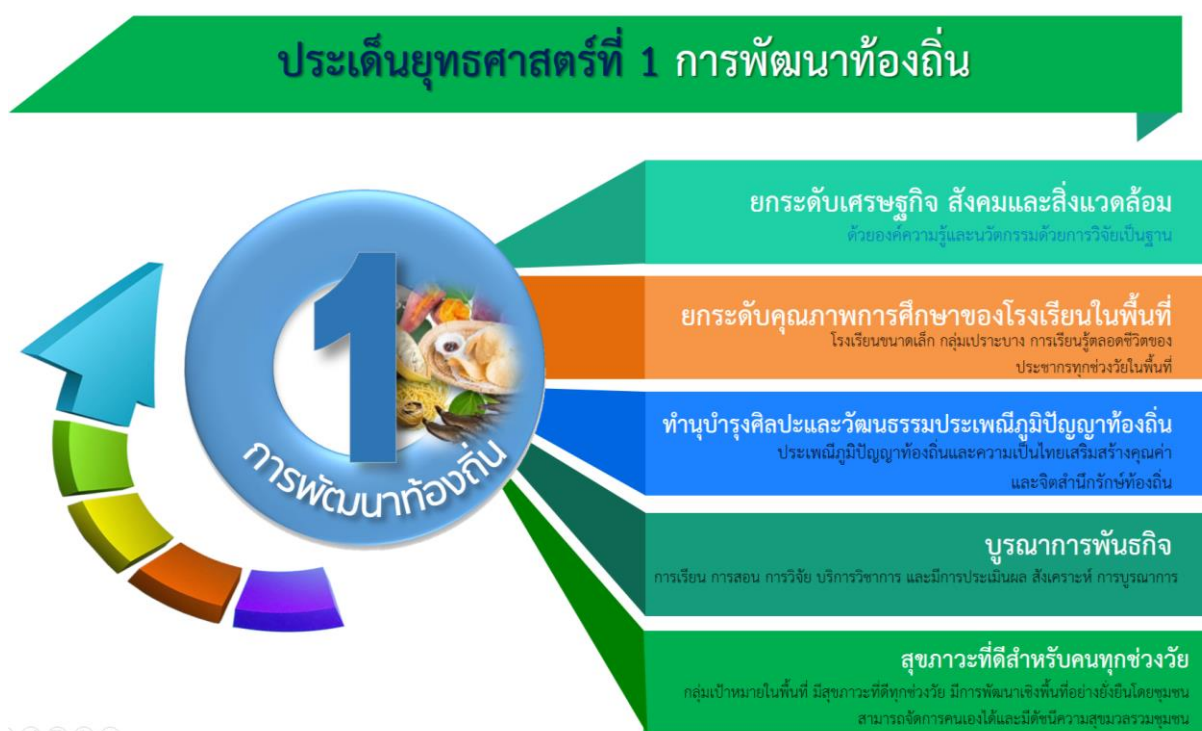 ประเด็นยุทธศาสตร์ที่ 1 การพัฒนาท้องถิ่น
1
การพัฒนาท้องถิ่น
ยกระดับเศรษฐกิจ สังคมและสิ่งแวดล้อม
ด้วยองค์ความรู้และนวัตกรรมด้วยการวิจัยเป็นฐาน
ยกระดับคุณภาพการศึกษาของโรงเรียนในพื้นที่
โรงเรียนขนาดเล็ก กลุ่มเปราะบาง การเรียนรู้ตลอดชีวิตของ
ประชากรทุกช่วงวัยในพื้นที่
ทำนุบำรุงศิลปะและวัฒนธรรมประเพณีภูมิปัญญาท้องถิ่น
ประเพณีภูมิปัญญาท้องถิ่นและความเป็นไทยเสริมสร้างคุณค่า
และจิตสำนึกรักษ์ท้องถิ่น
บูรณาการพันธกิจ
การเรียน การสอน การวิจัย บริการวิชาการ และมีการประเมินผล สังเคราะห์ การบูรณาการ
สุขภาวะที่ดีสำหรับคนทุกช่วงวัย
กลุ่มเป้าหมายในพื้นที่ มีสุขภาวะที่ดีทุกช่วงวัย มีการพัฒนาเชิงพื้นที่อย่างยั่งยืนโดยชุมชน
สามารถจัดการตนเองได้และมีดัชนีความสุขมวลรวมชุมชน